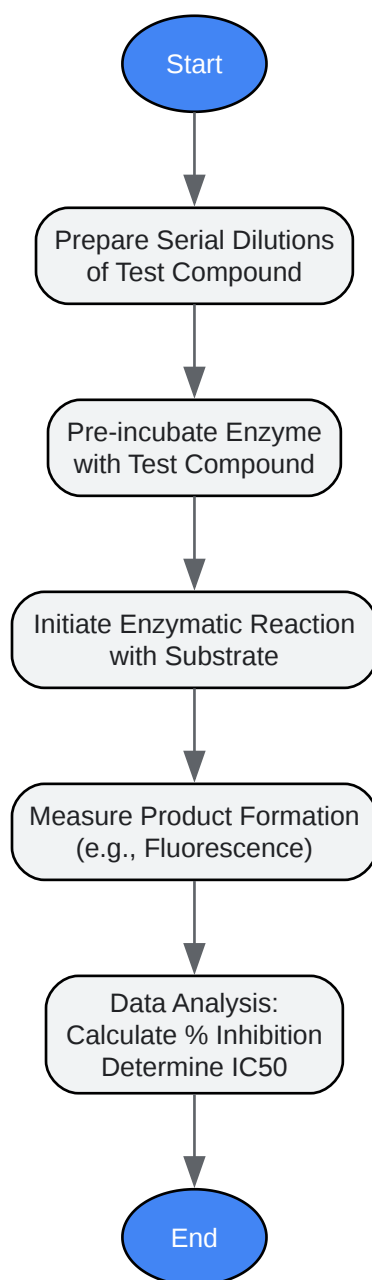 Start
Prepare Serial Dilutions
of Test Compound
Pre-incubate Enzyme
with Test Compound
Initiate Enzymatic Reaction
with Substrate
Measure Product Formation
(e.g., Fluorescence)
Data Analysis:
Calculate % Inhibition
Determine IC50
End